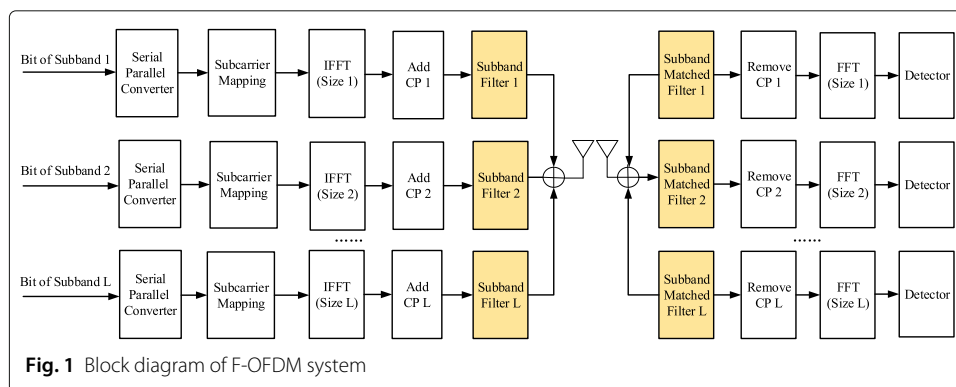 Bit of Subband 1
Serial
Parallel
Converter
Subcarrier
Mapping
IFFT
(Size 1)
Add
CP 1
Subband
Filter 1
Subband
Matched
Filter 1
Remove
CP 1
FFT
(Size 1)
Detector
Bit of Subband 2
Serial
Parallel
Converter
Subcarrier
Mapping
IFFT
(Size 2)
Add
CP 2
Subband
Filter 2
Subband
Matched
Filter 2
Remove
CP 2
FFT
(Size 2)
Detector
......
......
Bit of Subband L
Serial
Parallel
Converter
Subcarrier
Mapping
IFFT
(Size L)
Add
CP L
Subband
Filter L
Subband
Matched
Filter L
Remove
CP L
FFT
(Size L)
Detector
Fig. 1 Block diagram of F-OFDM system